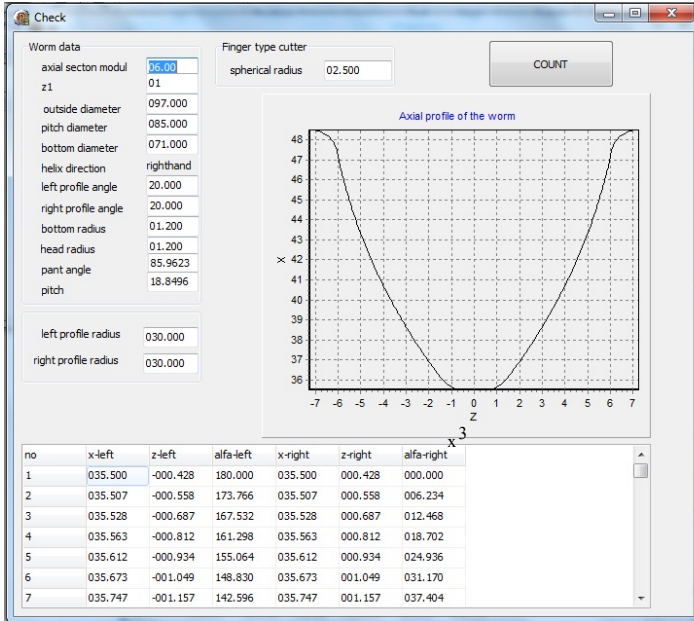 Check
Worm data
axial secton modul 06.00
z1 01
outside diameter 097.000
pitch diameter 085.000
bottom diameter 071.000
helix direction righthand
left profile angle 20.000
right profile angle 20.000
bottom radius 01.200
head radius 01.200
pant angle 85.9623
pitch 18.8496
left profile radius 030.000
right profile radius 030.000
Finger type cutter
spherical radius 02.500
COUNT
Axial profile of the worm
48
47
46
45
44
43
42
41
40
39
38
37
36
X
-7 -6 -5 -4 -3 -2 -1 0 1 2 3 4 5 6 7
Z
x 3
no x-left z-left alfa-left x-right z-right alfa-right
1 035.500 -000.428 180.000 035.500 000.428 000.000
2 035.507 -000.558 173.766 035.507 000.558 006.234
3 035.528 -000.687 167.532 035.528 000.687 012.468
4 035.563 -000.812 161.298 035.563 000.812 018.702
5 035.612 -000.934 155.064 035.612 000.934 024.936
6 035.673 -001.049 148.830 035.673 001.049 031.170
7 035.747 -001.157 142.596 035.747 001.157 037.404